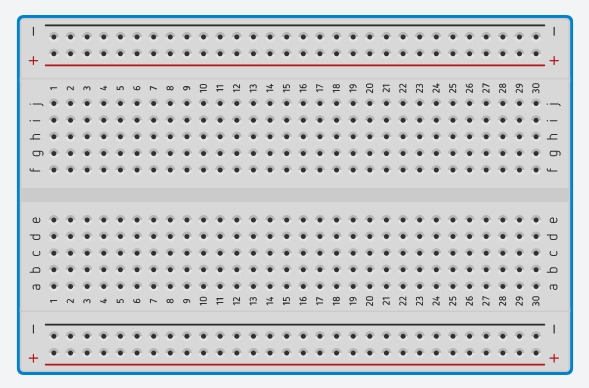 − −
+ +
1 2 3 4 5 6 7 8 9 10 11 12 13 14 15 16 17 18 19 20 21 22 23 24 25 26 27 28 29 30
j j
i i
h h
g g
f f
e e
d d
c c
b b
a a
1 2 3 4 5 6 7 8 9 10 11 12 13 14 15 16 17 18 19 20 21 22 23 24 25 26 27 28 29 30
− −
+ +